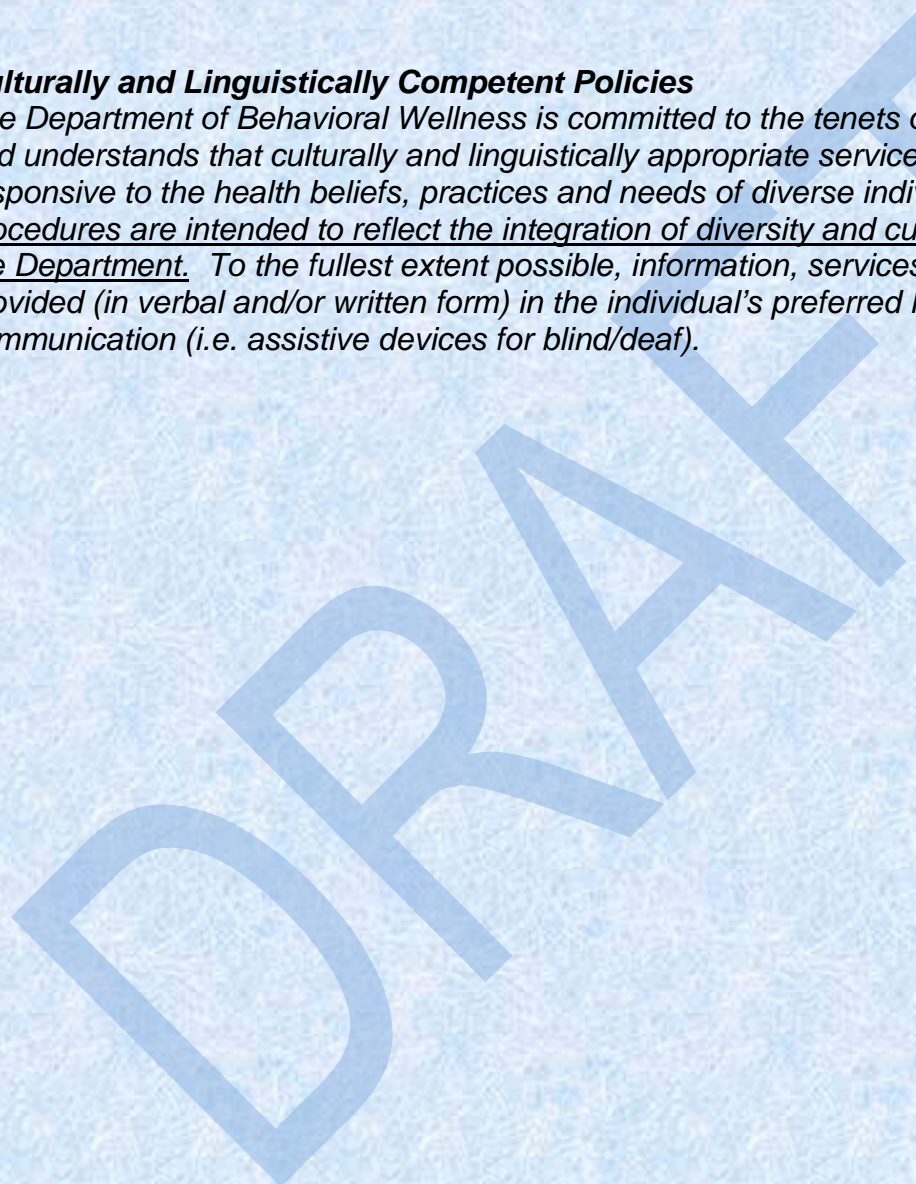 ulturally and Linguistically Competent Policies
e Department of Behavioral Wellness is committed to the tenets
d understands that culturally and linguistically appropriate service
sponsive to the health beliefs, practices and needs of diverse indi
ocedures are intended to reflect the integration of diversity and cu
e Department. To the fullest extent possible, information, services
ovided (in verbal and/or written form) in the individual’s preferred
mmunication (i.e. assistive devices for blind/deaf).
DRAFT